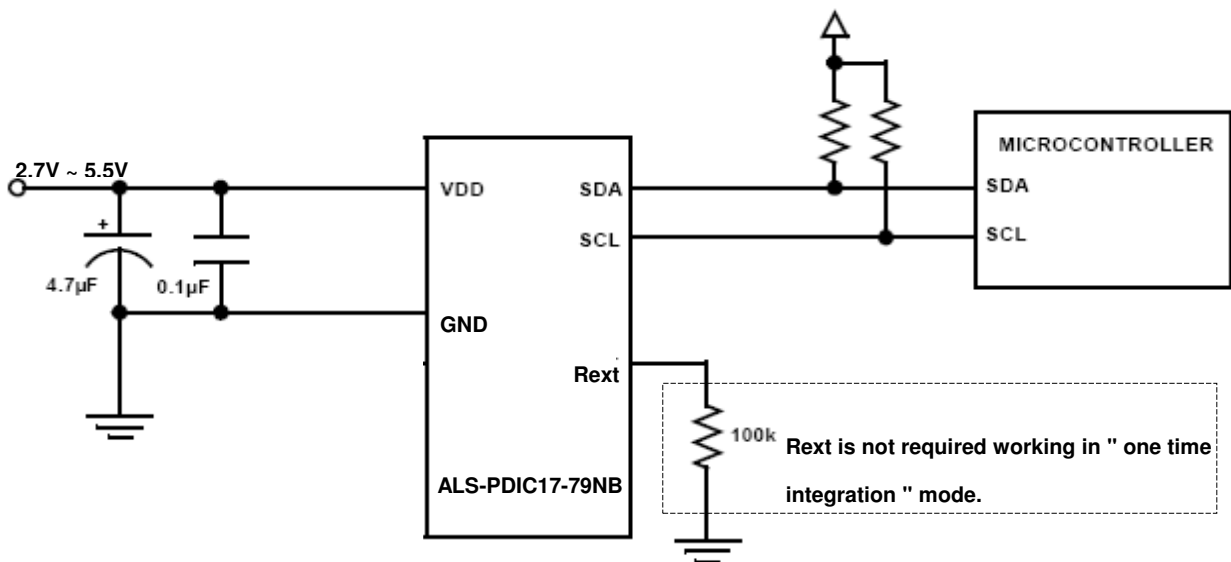 2.7V ~ 5.5V
+
4.7µF
0.1µF
VDD
GND
SDA
SCL
Rext
ALS-PDIC17-79NB
MICROCONTROLLER
SDA
SCL
100k
Rext is not required working in " one time
integration " mode.